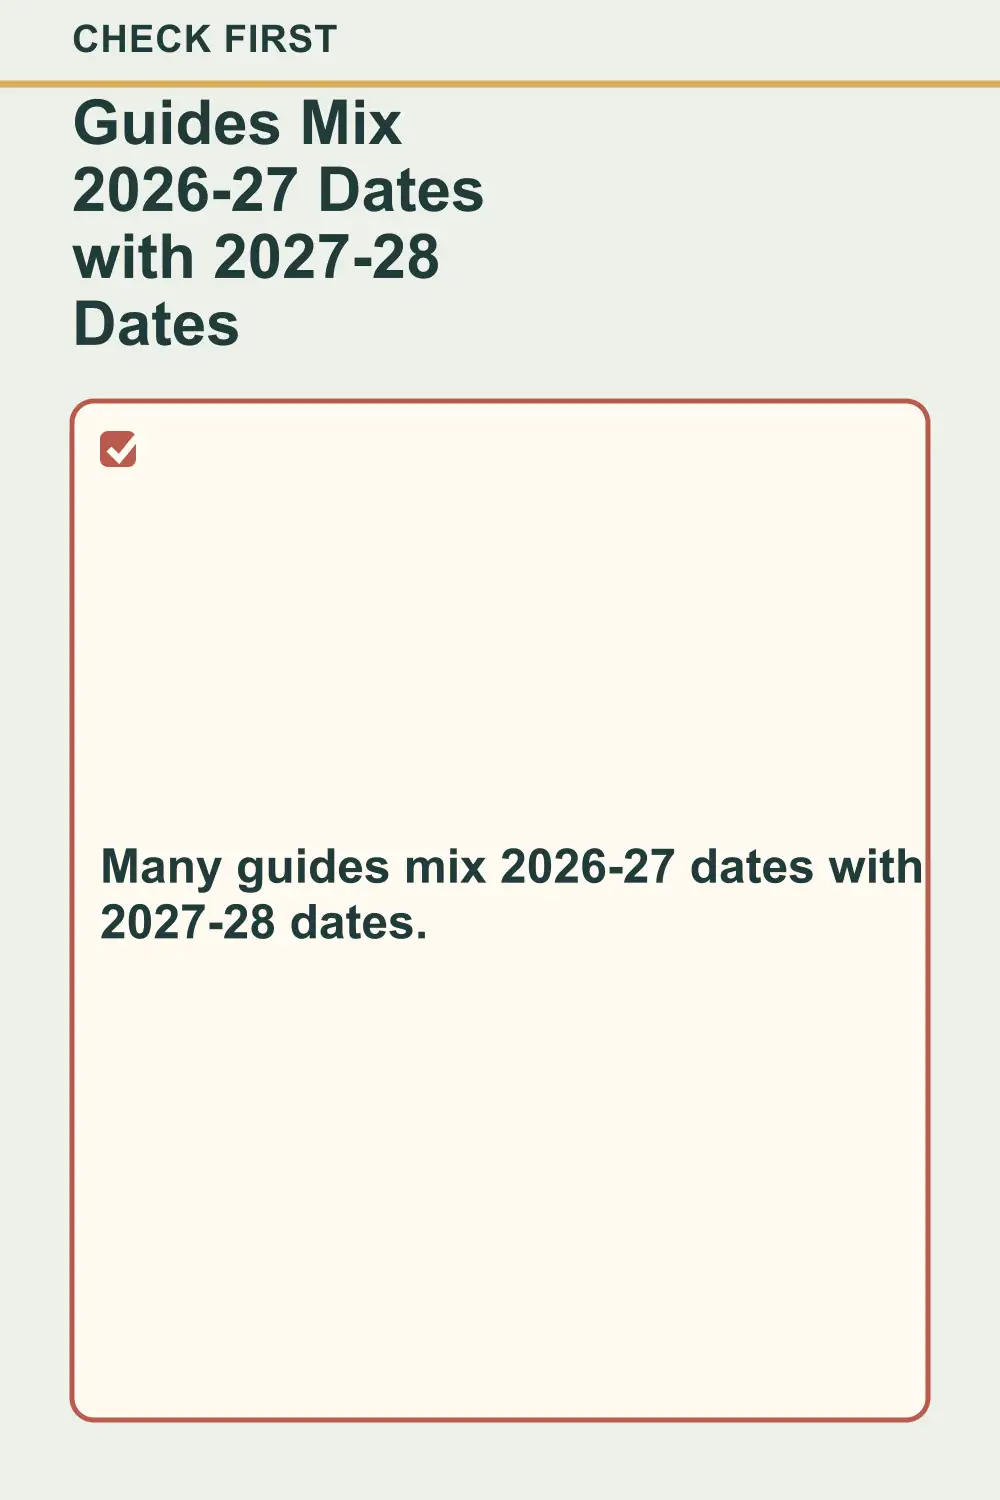 CHECK FIRST
Guides Mix
2026-27 Dates
with 2027-28
Dates
Many guides mix 2026-27 dates with
2027-28 dates.